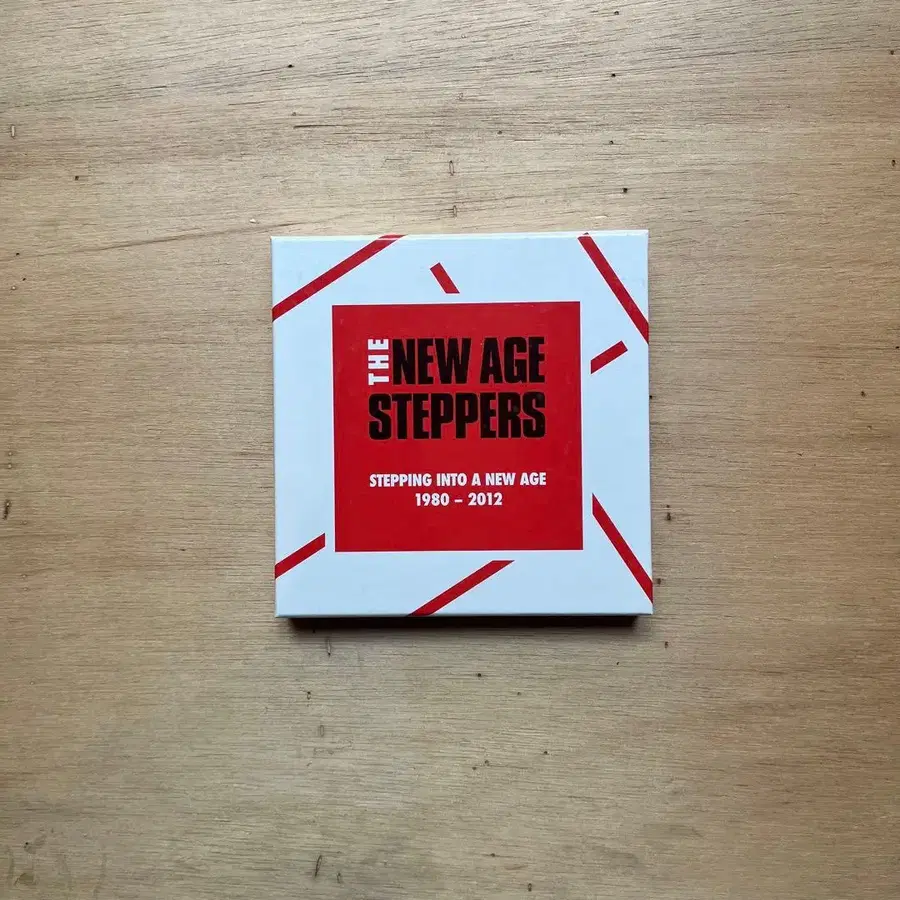 THE NEW AGE
STEPPERS
STEPPING INTO A NEW AGE
1980 – 2012